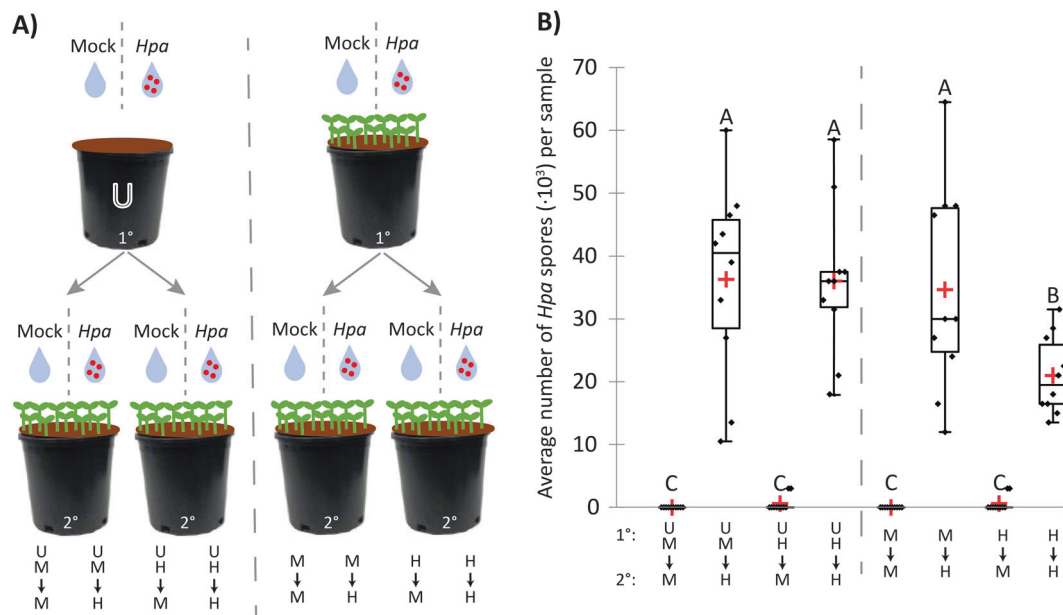 A)
Mock Hpa
Mock Hpa
U
1°
1°
Mock Hpa Mock Hpa
Mock Hpa Mock Hpa
2° 2° 2° 2°
U U U U
M M H H M M H H
M H M H M H M H
B)
Average number of Hpa spores (·10³) per sample
70
60
50
40
30
20
10
0
C A C A C A C B
1°: U U U U
M M H H M M H H
2°: M H M H M H M H